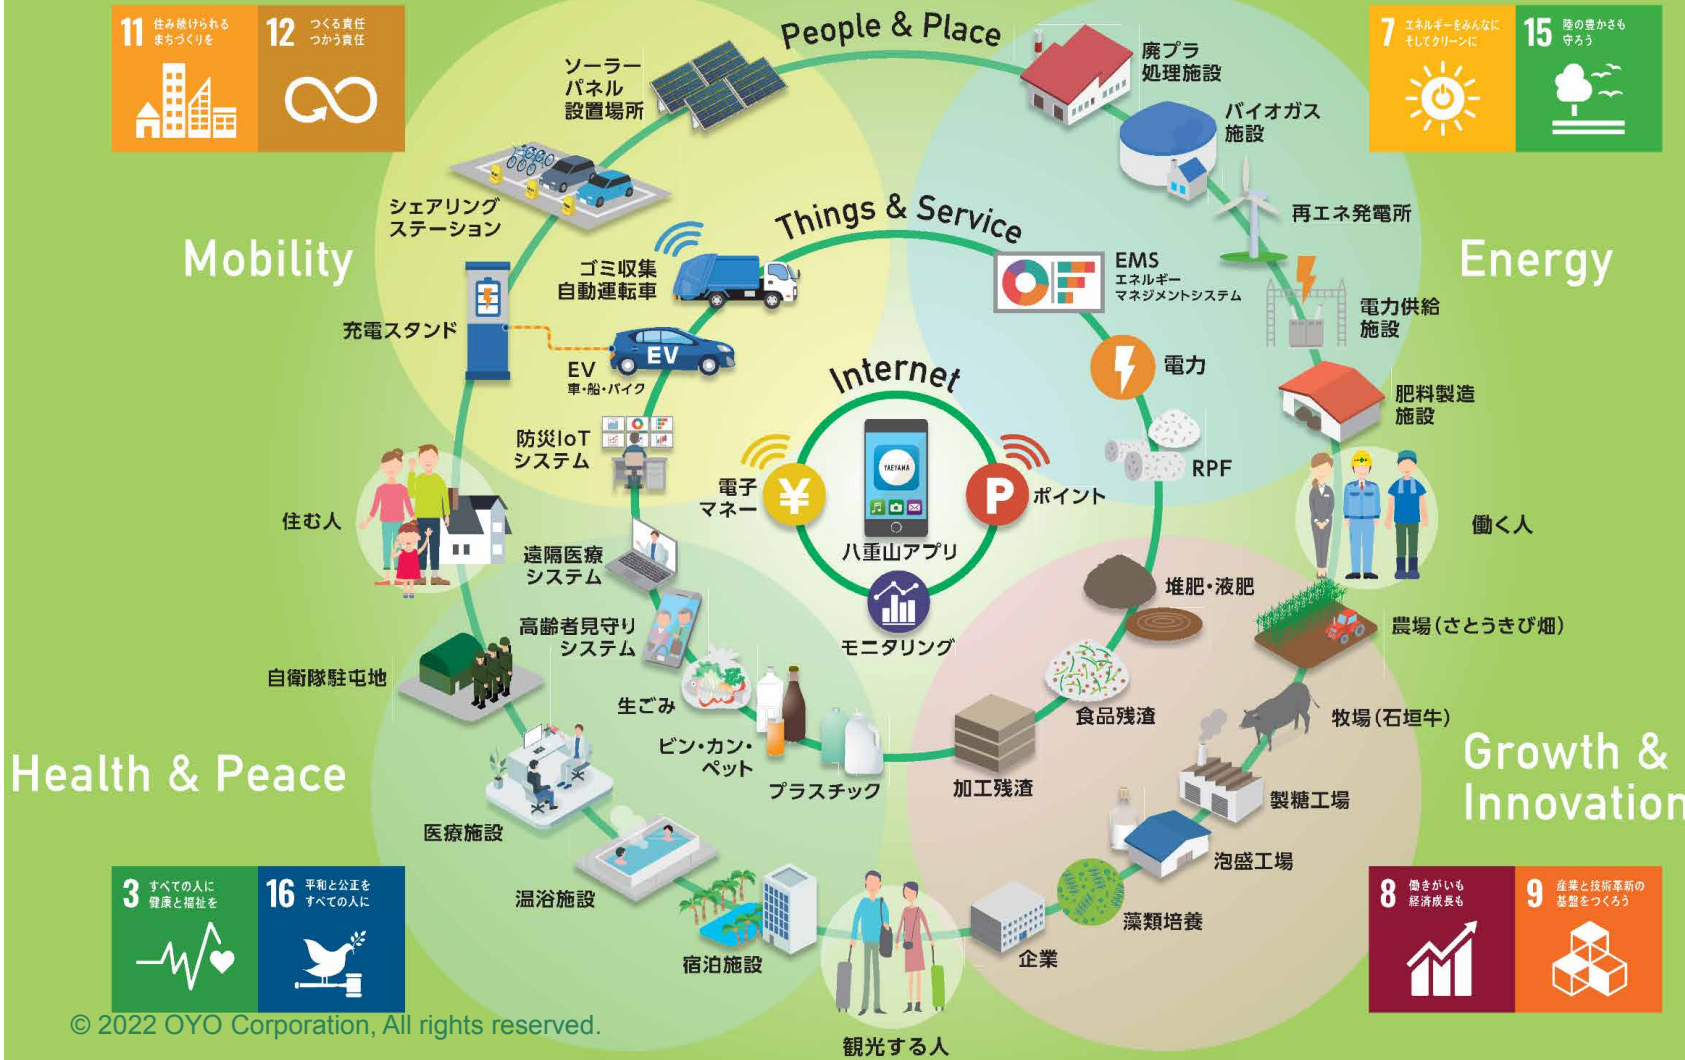 11 住み続けられる
まちづくりを
12 つくる責任
つかう責任
People & Place
7 エネルギーをみんなに
そしてクリーンに
15 陸の豊かさも
守ろう
ソーラー
パネル
設置場所
廃プラ
処理施設
バイオガス
施設
シェアリング
ステーション
Things & Service
再エネ発電所
Mobility
Energy
ゴミ収集
自動運転車
EMS
エネルギー
マネジメントシステム
電力供給
施設
充電スタンド
EV
EV
車・船・バイク
Internet
電力
肥料製造
施設
防災IoT
システム
YAEYAMA
RPF
電子
マネー
¥
P
ポイント
住む人
働く人
八重山アプリ
遠隔医療
システム
堆肥・液肥
高齢者見守り
システム
モニタリング
農場(さとうきび畑)
自衛隊駐屯地
生ごみ
食品残渣
牧場(石垣牛)
ビン・カン・
ペット
プラスチック
加工残渣
製糖工場
Health & Peace
Growth &
Innovation
医療施設
泡盛工場
温浴施設
藻類培養
宿泊施設
企業
3 すべての人に
健康と福祉を
16 平和と公正を
すべての人に
8 働きがいも
経済成長も
9 産業と技術革新の
基盤をつくろう
© 2022 OYO Corporation, All rights reserved.
観光する人